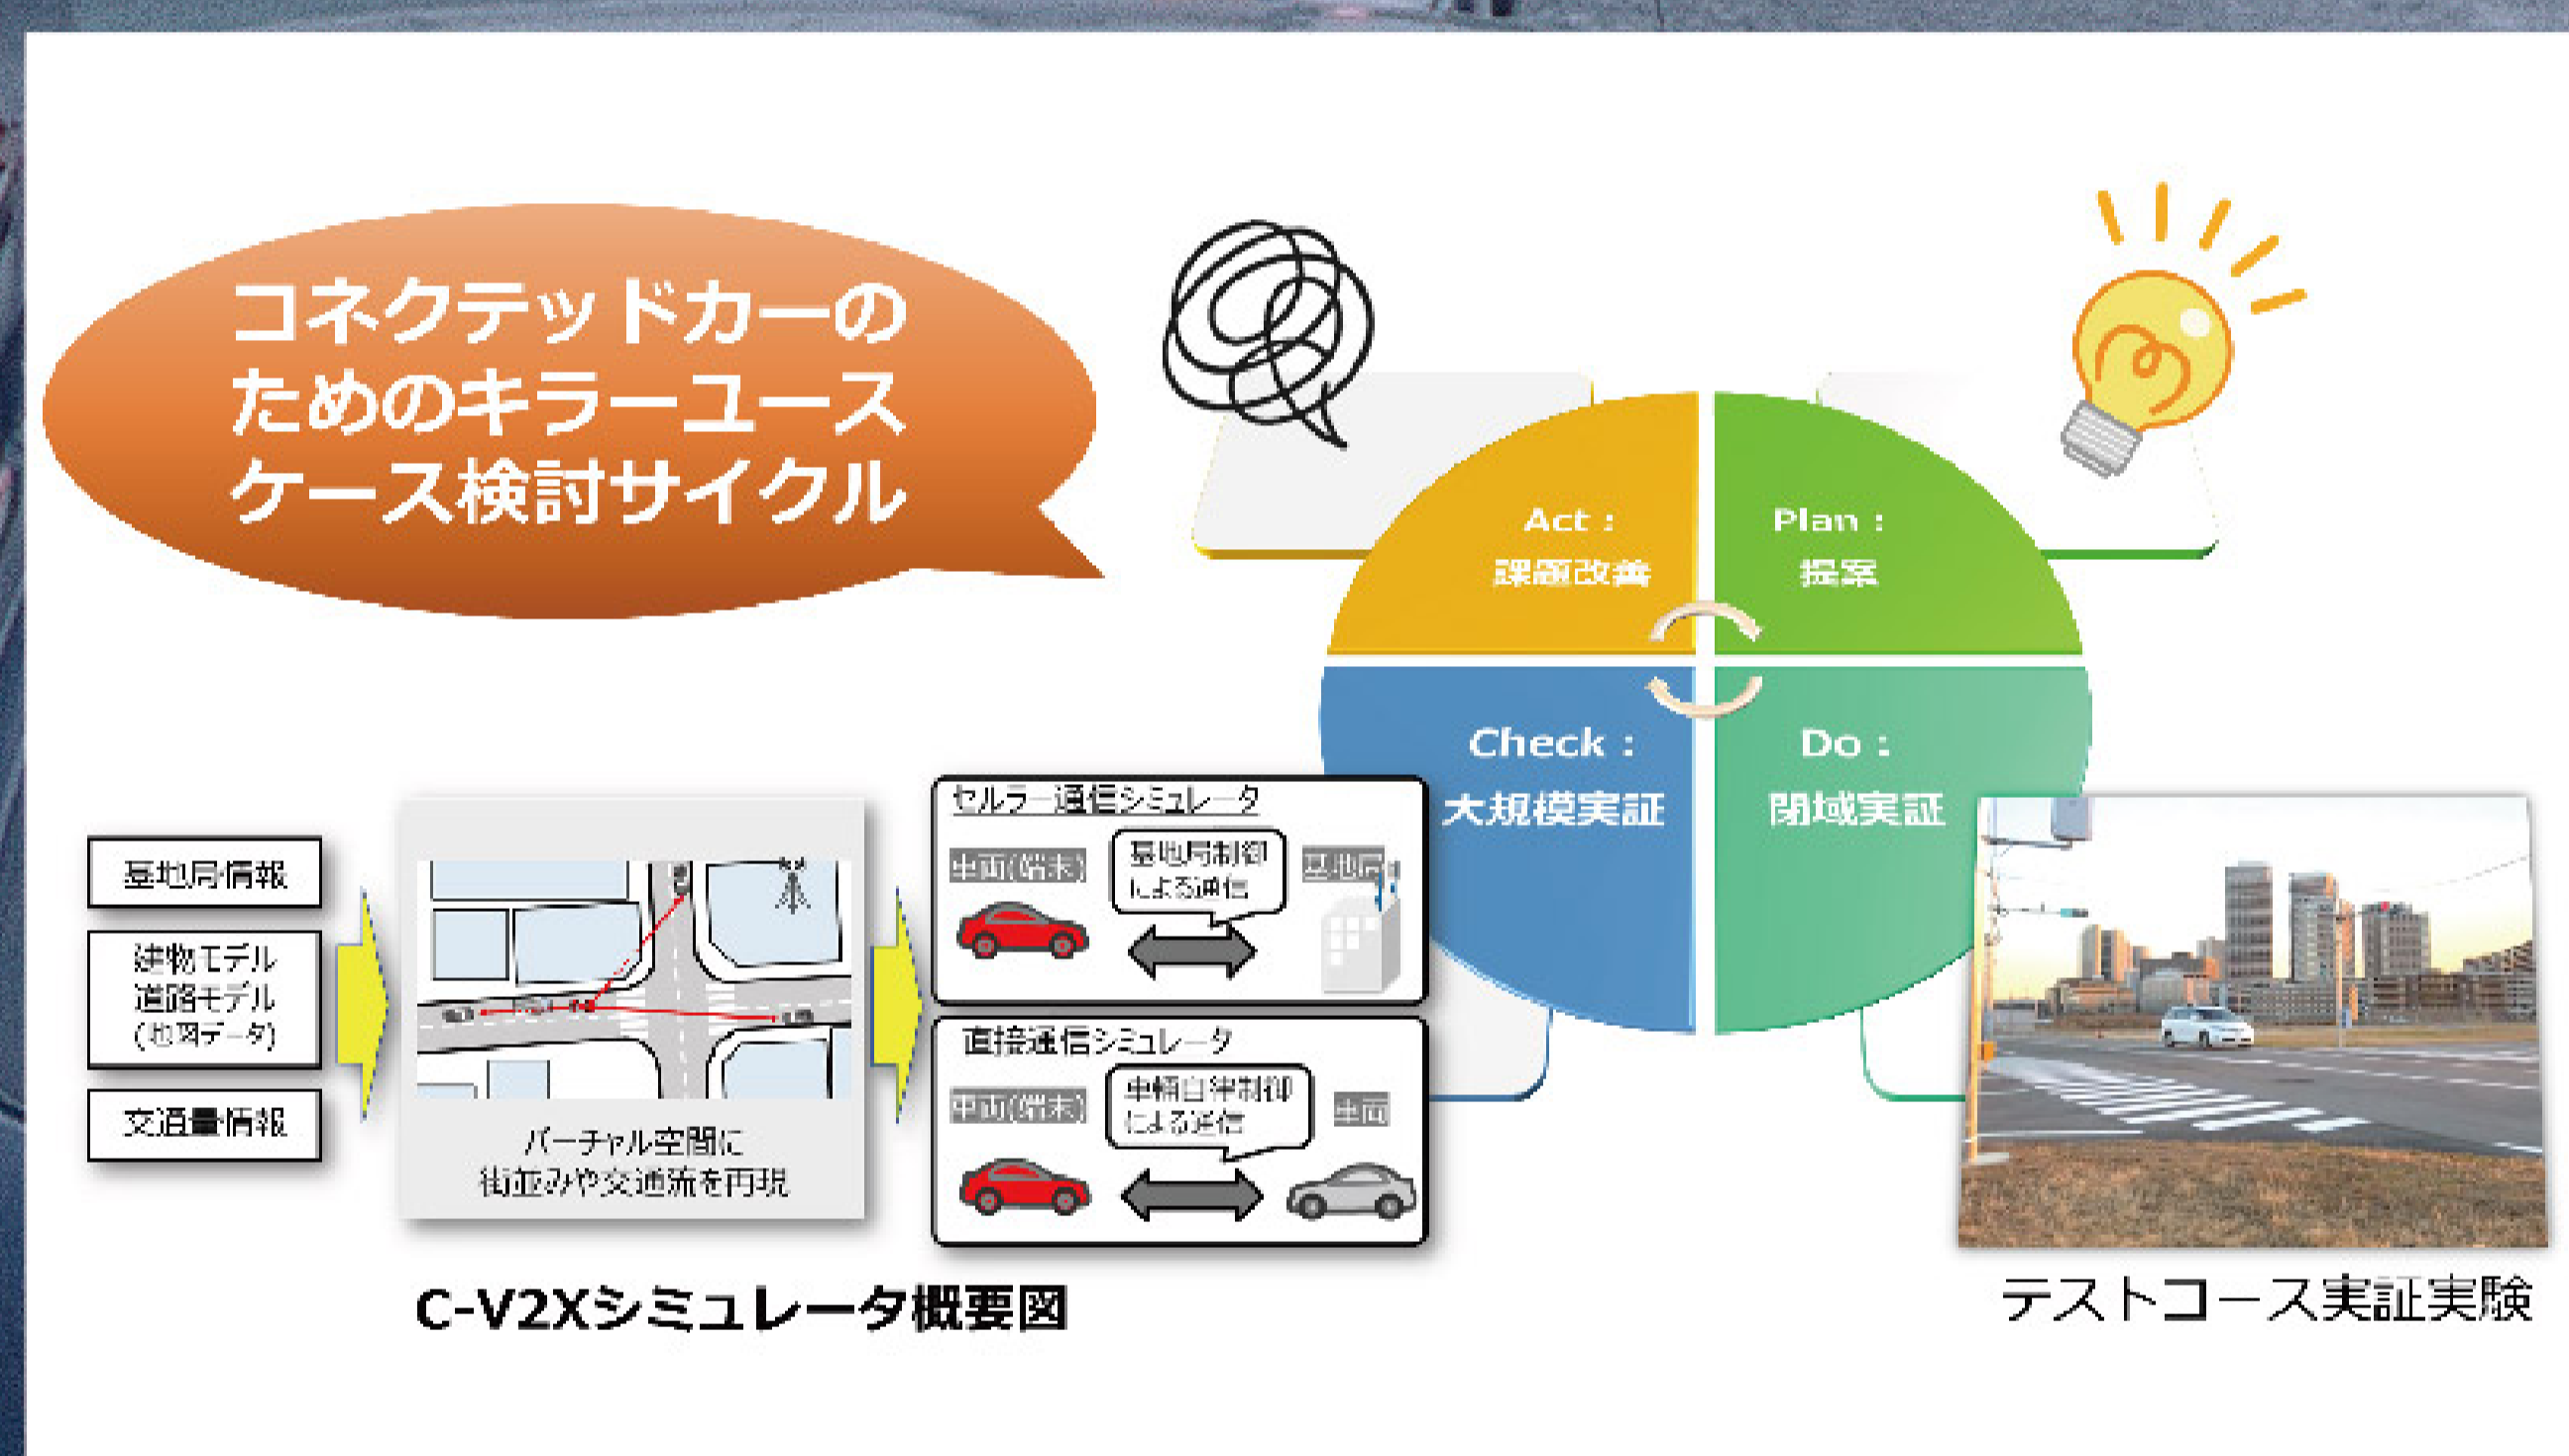 コネクテッドカーの
ためのキラーユース
ケース検討サイクル
Act：
課題改善
Plan：
提案
Check：
大規模実証
Do：
閉域実証
基地局情報
建物モデル
道路モデル
(地図データ)
交通量情報
バーチャル空間に
街並みや交通流を再現
セルラー通信シミュレータ
車両(端末)
基地局制御
による通信
基地局
直接通信シミュレータ
車両(端末)
車輌自律制御
による通信
車両
C-V2Xシミュレータ概要図
テストコース実証実験